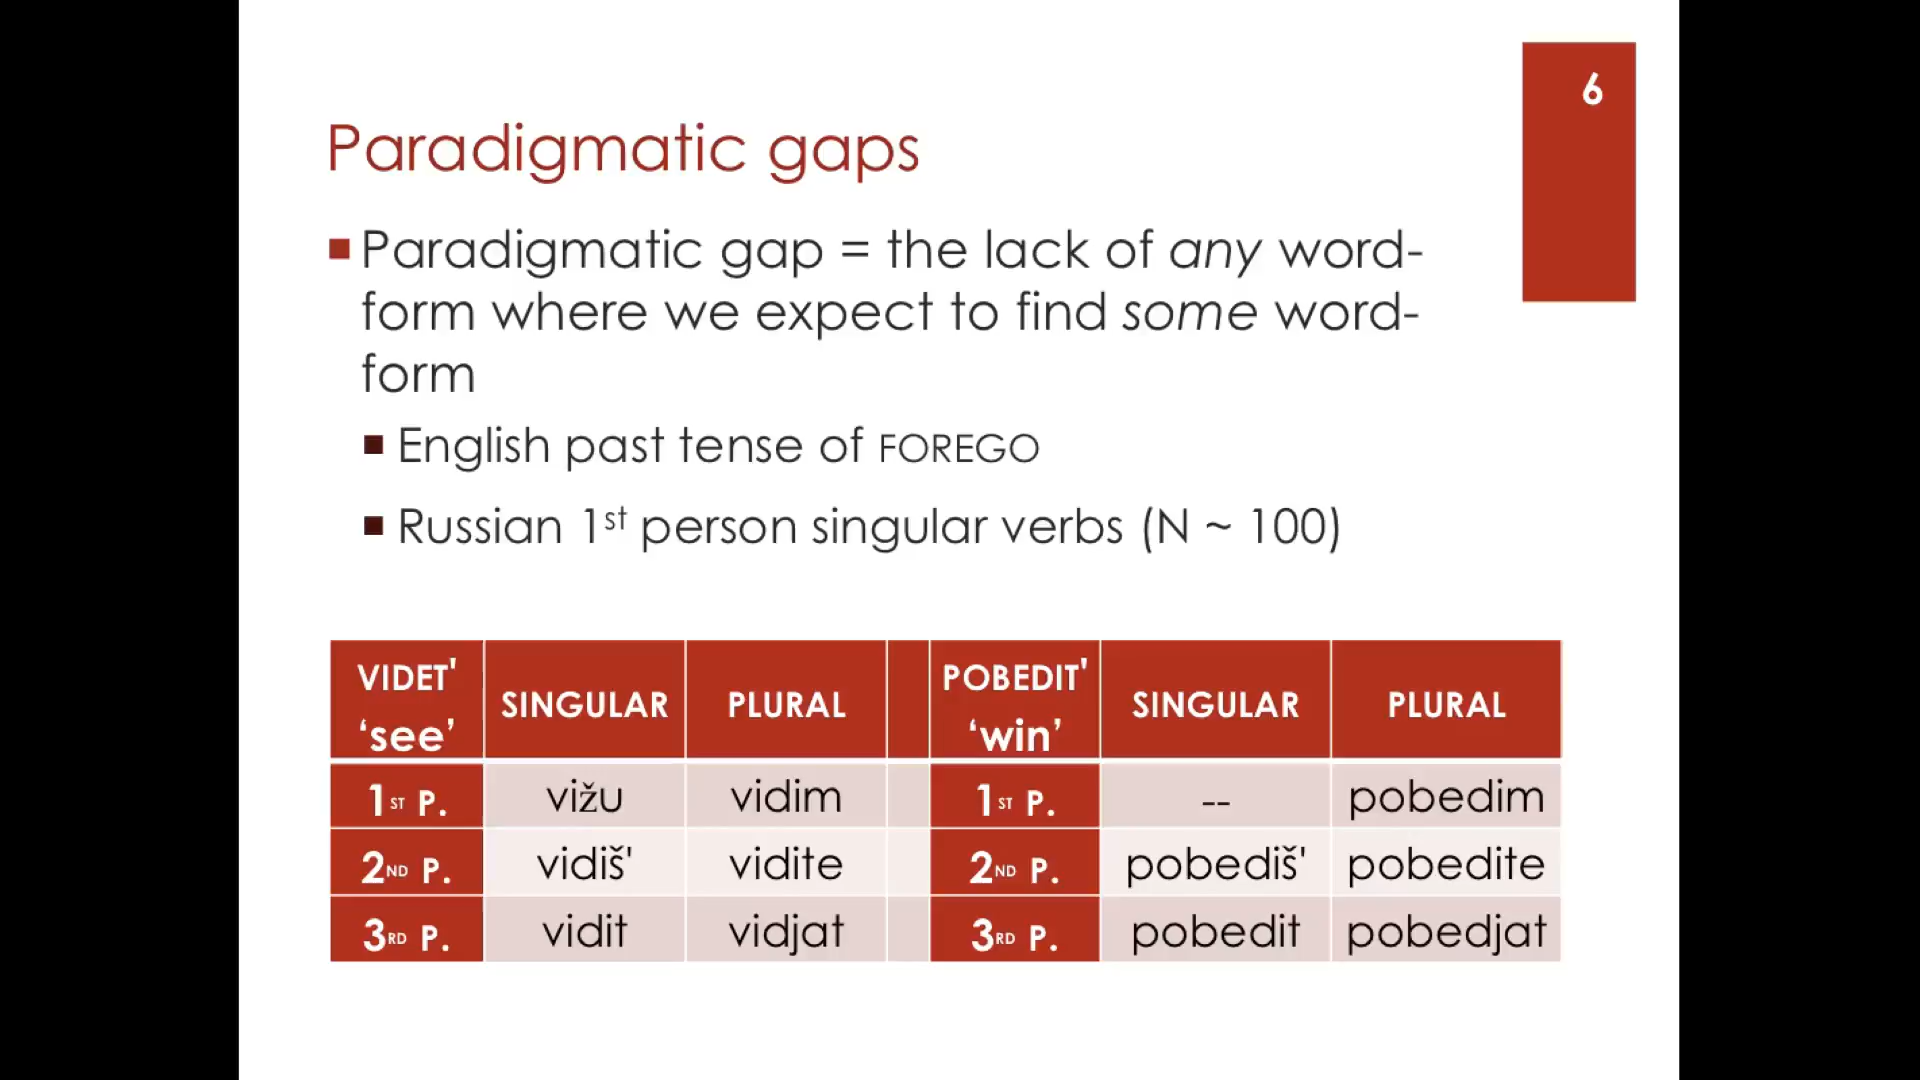 6
Paradigmatic gaps
▪ Paradigmatic gap = the lack of any word-
form where we expect to find some word-
form
▪ English past tense of FOREGO
▪ Russian 1st person singular verbs (N ~ 100)
VIDET' 'see' SINGULAR PLURAL POBEDIT' 'win' SINGULAR PLURAL
1ST P. vižu vidim 1ST P. -- pobedim
2ND P. vidiš' vidite 2ND P. pobediš' pobedite
3RD P. vidit vidjat 3RD P. pobedit pobedjat